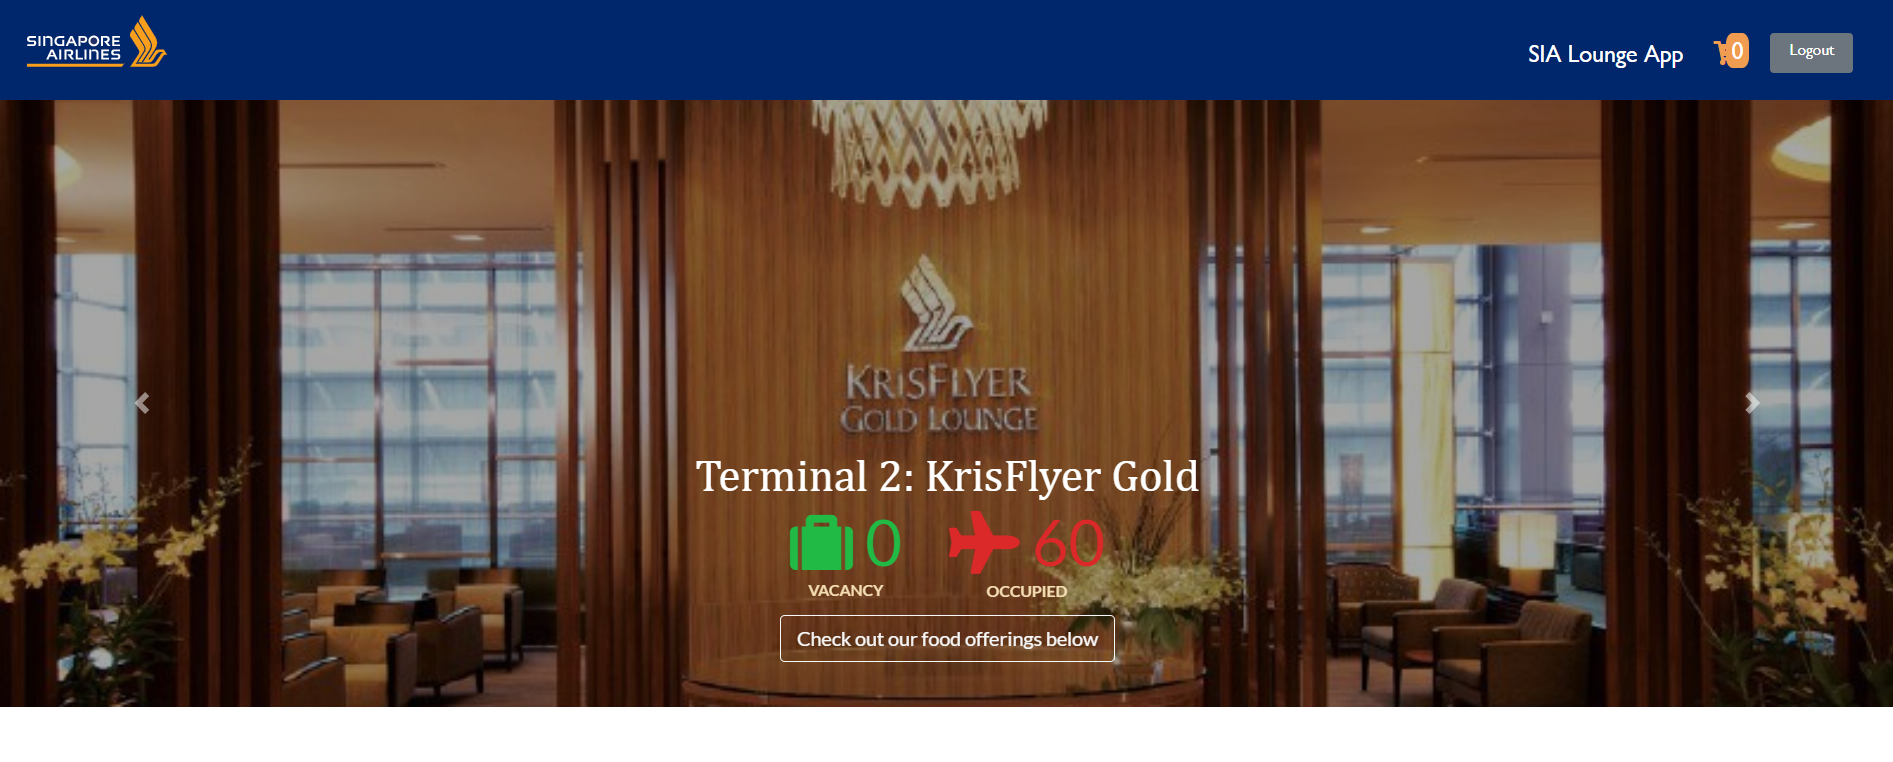 SINGAPORE
AIRLINES
SIA Lounge App
0
Logout
KRISFLYER
GOLD LOUNGE
Terminal 2: KrisFlyer Gold
0
60
VACANCY
OCCUPIED
Check out our food offerings below